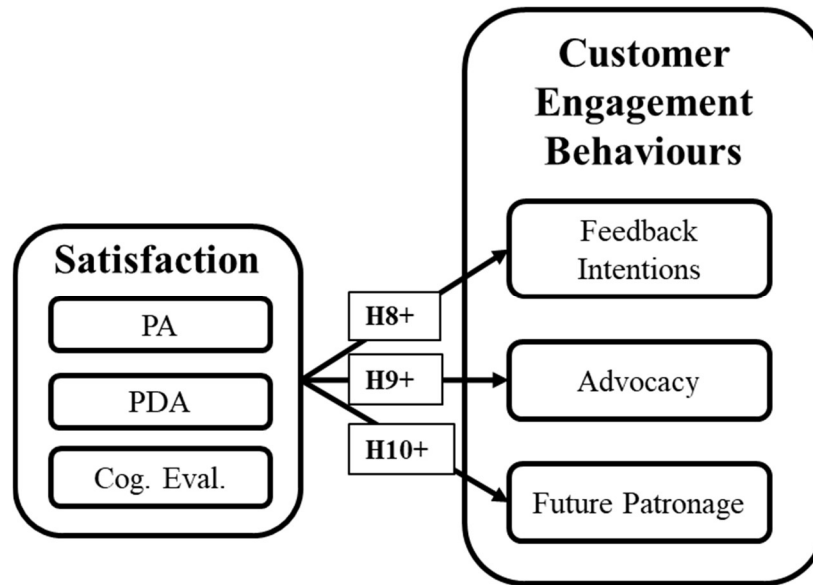 Customer
Engagement
Behaviours
Satisfaction
PA
PDA
Cog. Eval.
H8+
H9+
H10+
Feedback
Intentions
Advocacy
Future Patronage